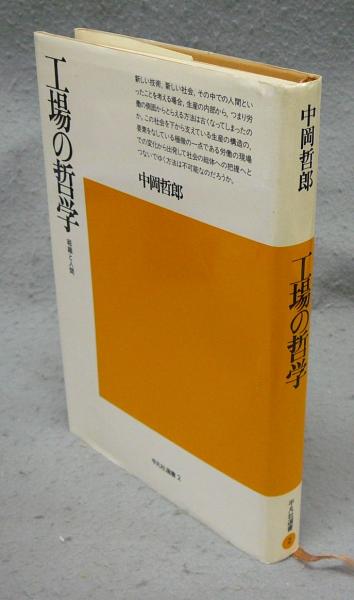 工場の哲学
組織と人間
新しい技術，新しい社会，その中での人間とい
ったことを考える場合，生産の内部から，つまり労
働の側面からとらえる方法は古くなってしまったの
か。この社会を下から支えている生産の構造の，
要素をなしている極微の一点である労働の現場
での変化から出発して社会の総体への把握へと
つないでゆく方法は不可能なのだろうか。
中岡哲郎
平凡社選書 2
中岡哲郎
工場の哲学
平凡社選書
2